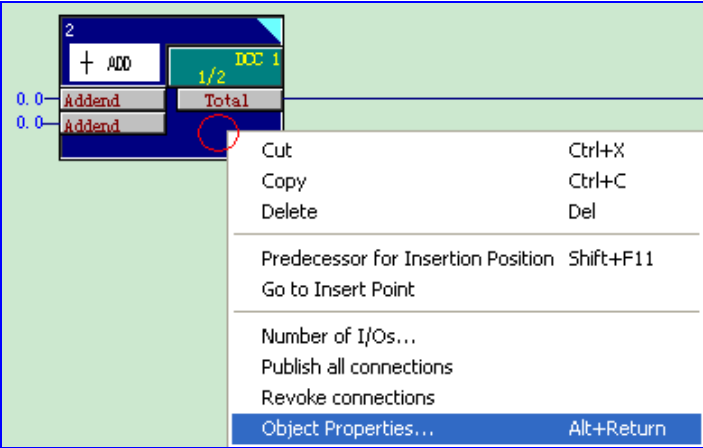 2
+ ADD
DCC 1
1/2
0.0 Addend Total
0.0 Addend
Cut Ctrl+X
Copy Ctrl+C
Delete Del
Predecessor for Insertion Position Shift+F11
Go to Insert Point
Number of I/Os...
Publish all connections
Revoke connections
Object Properties... Alt+Return